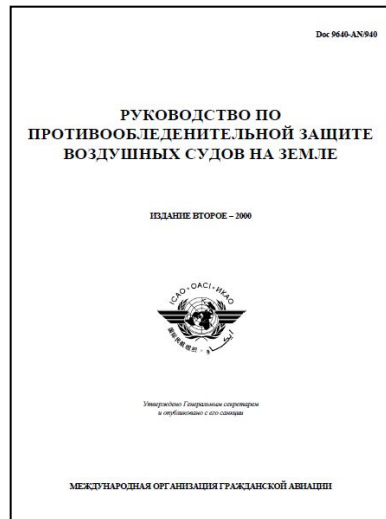 Doc 9640-AN/940
РУКОВОДСТВО ПО
ПРОТИВООБЛЕДЕНИТЕЛЬНОЙ ЗАЩИТЕ
ВОЗДУШНЫХ СУДОВ НА ЗЕМЛЕ
ИЗДАНИЕ ВТОРОЕ – 2000
ICAO • OACI • ИКАО
Утверждено Генеральным секретарем
и опубликовано с его санкции
МЕЖДУНАРОДНАЯ ОРГАНИЗАЦИЯ ГРАЖДАНСКОЙ АВИАЦИИ